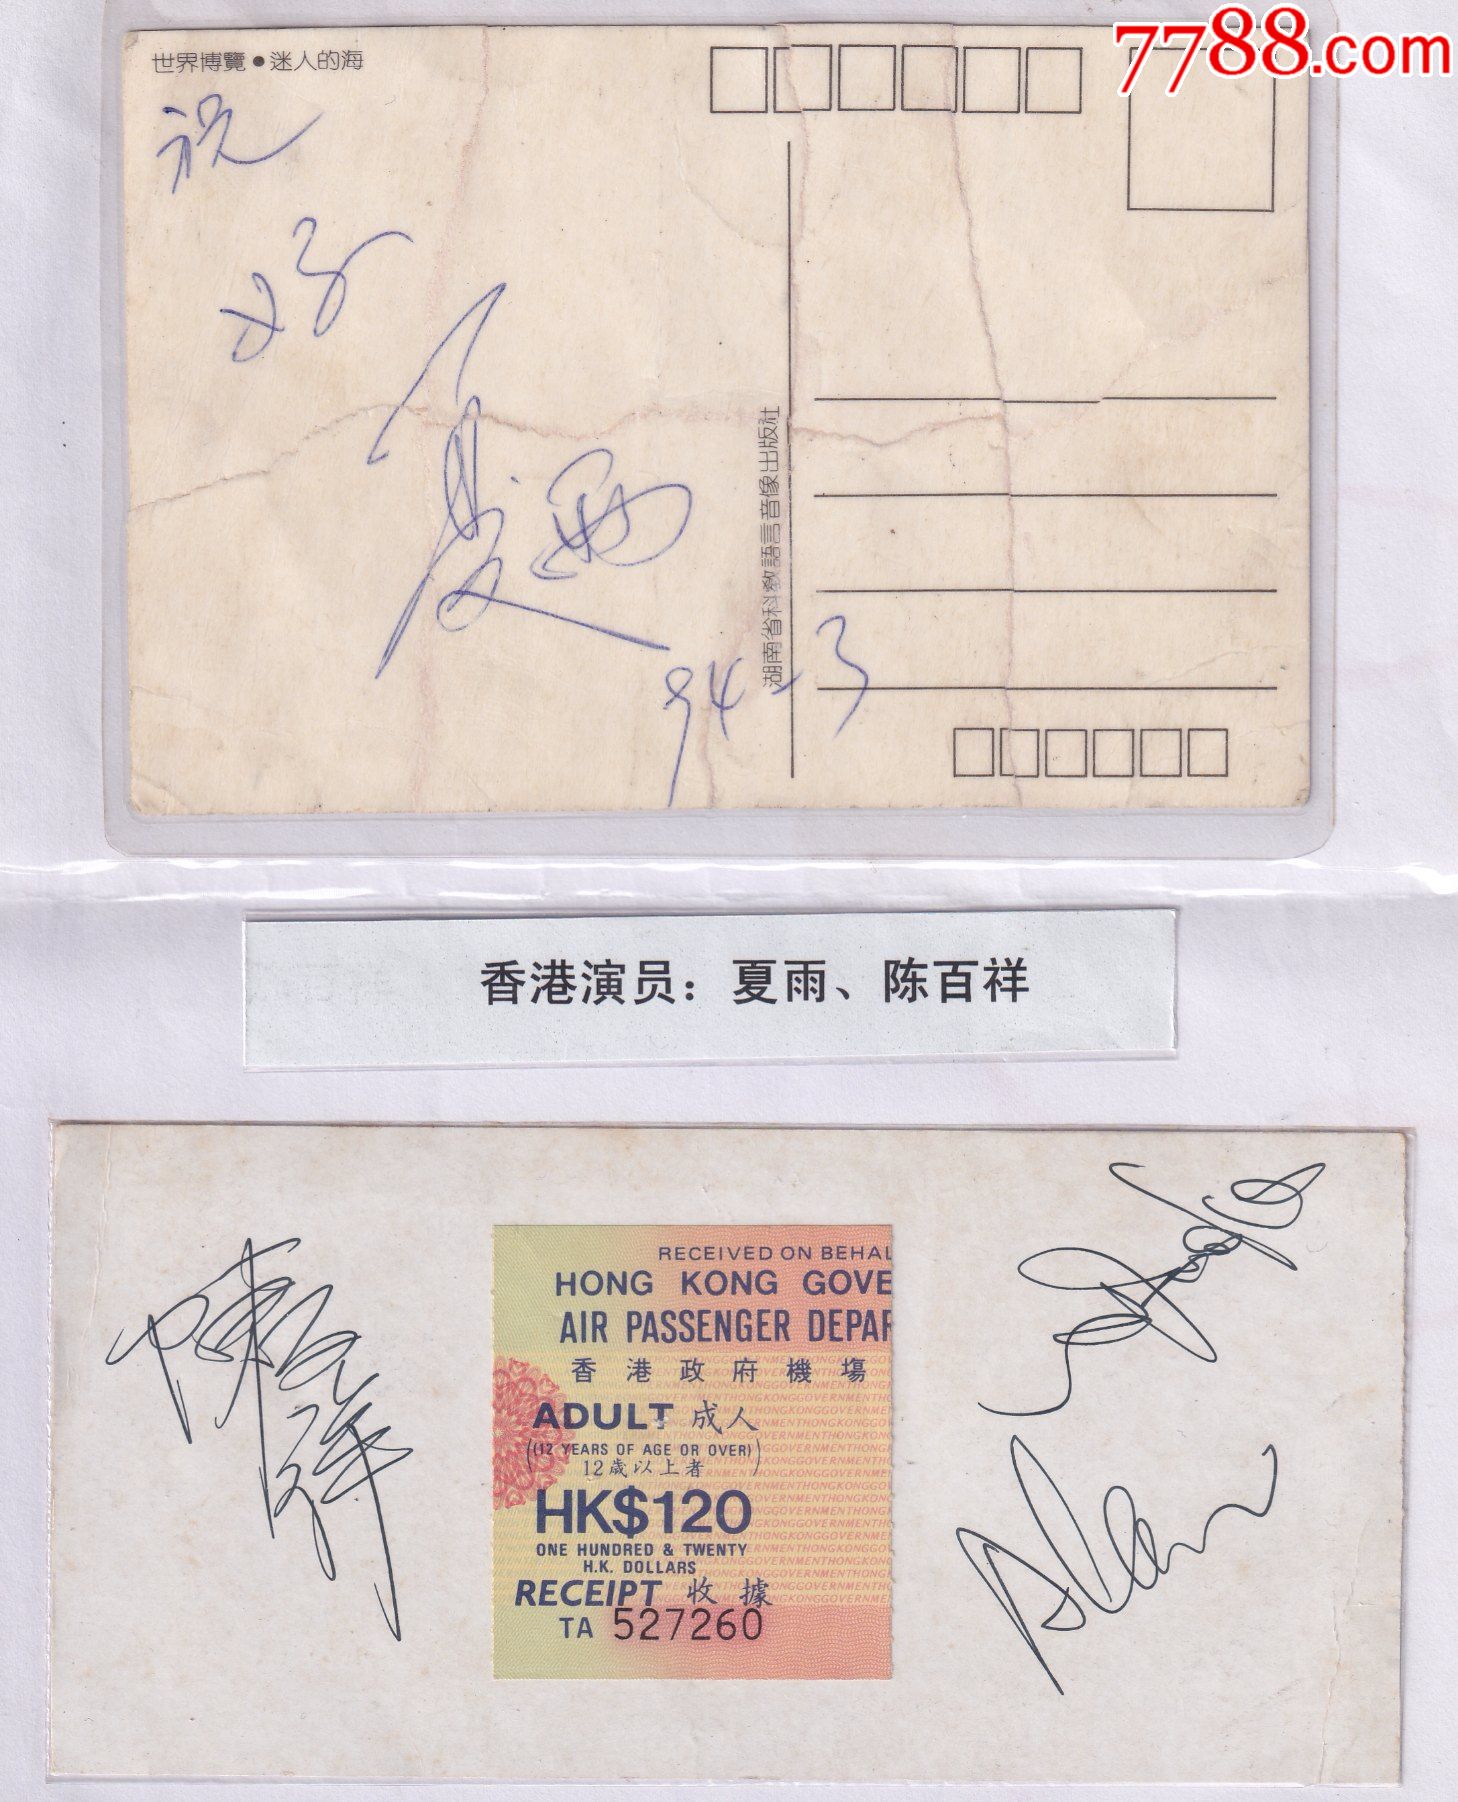 7788.com
世界博覽●迷人的海
祝
好
夏雨
94-3
湖南省科教語言音像出版社
香港演员：夏雨、陈百祥
陳百祥
RECEIVED ON BEHAL
HONG KONG GOVE
AIR PASSENGER DEPAR
香港政府機塲
ADULT 成人
(12 YEARS OF AGE OR OVER)
12歲以上者
HK$120
ONE HUNDRED & TWENTY
H.K. DOLLARS
RECEIPT 收據
TA 527260